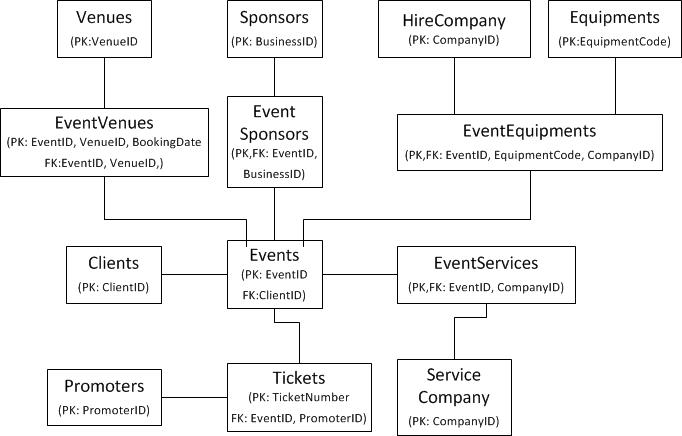 Venues
(PK:VenueID
Sponsors
(PK: BusinessID)
HireCompany
(PK: CompanyID)
Equipments
(PK:EquipmentCode)
EventVenues
(PK: EventID, VenueID, BookingDate
FK:EventID, VenueID,)
Event
Sponsors
(PK,FK: EventID,
BusinessID)
EventEquipments
(PK,FK: EventID, EquipmentCode, CompanyID)
Clients
(PK: ClientID)
Events
(PK: EventID
FK:ClientID)
EventServices
(PK,FK: EventID, CompanyID)
Promoters
(PK: PromoterID)
Tickets
(PK: TicketNumber
FK: EventID, PromoterID)
Service
Company
(PK: CompanyID)